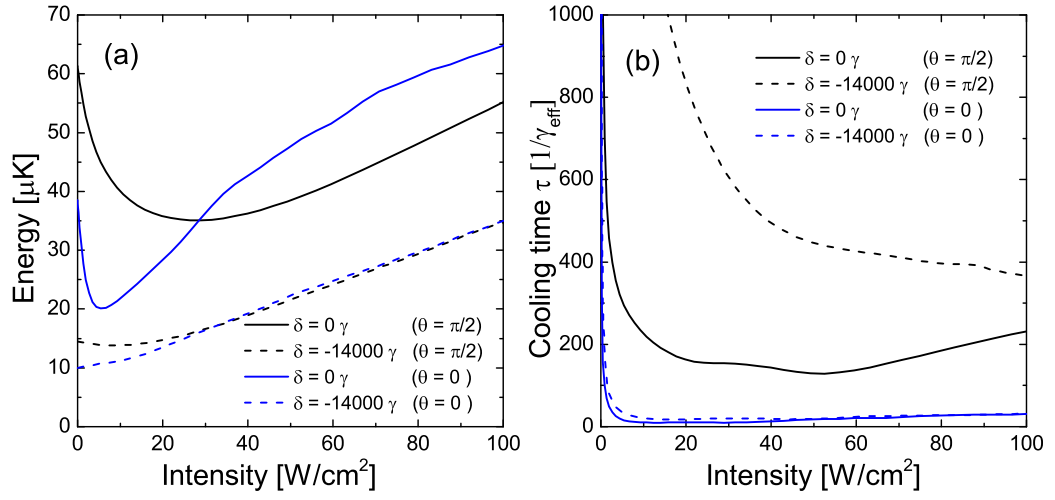 (a)
Energy [μK]
70
60
50
40
30
20
10
0
δ = 0 γ (θ = π/2)
δ = -14000 γ (θ = π/2)
δ = 0 γ (θ = 0 )
δ = -14000 γ (θ = 0 )
0 20 40 60 80 100
Intensity [W/cm²]
(b)
Cooling time τ [1/γeff]
1000
800
600
400
200
0
δ = 0 γ (θ = π/2)
δ = -14000 γ (θ = π/2)
δ = 0 γ (θ = 0 )
δ = -14000 γ (θ = 0 )
0 20 40 60 80 100
Intensity [W/cm²]